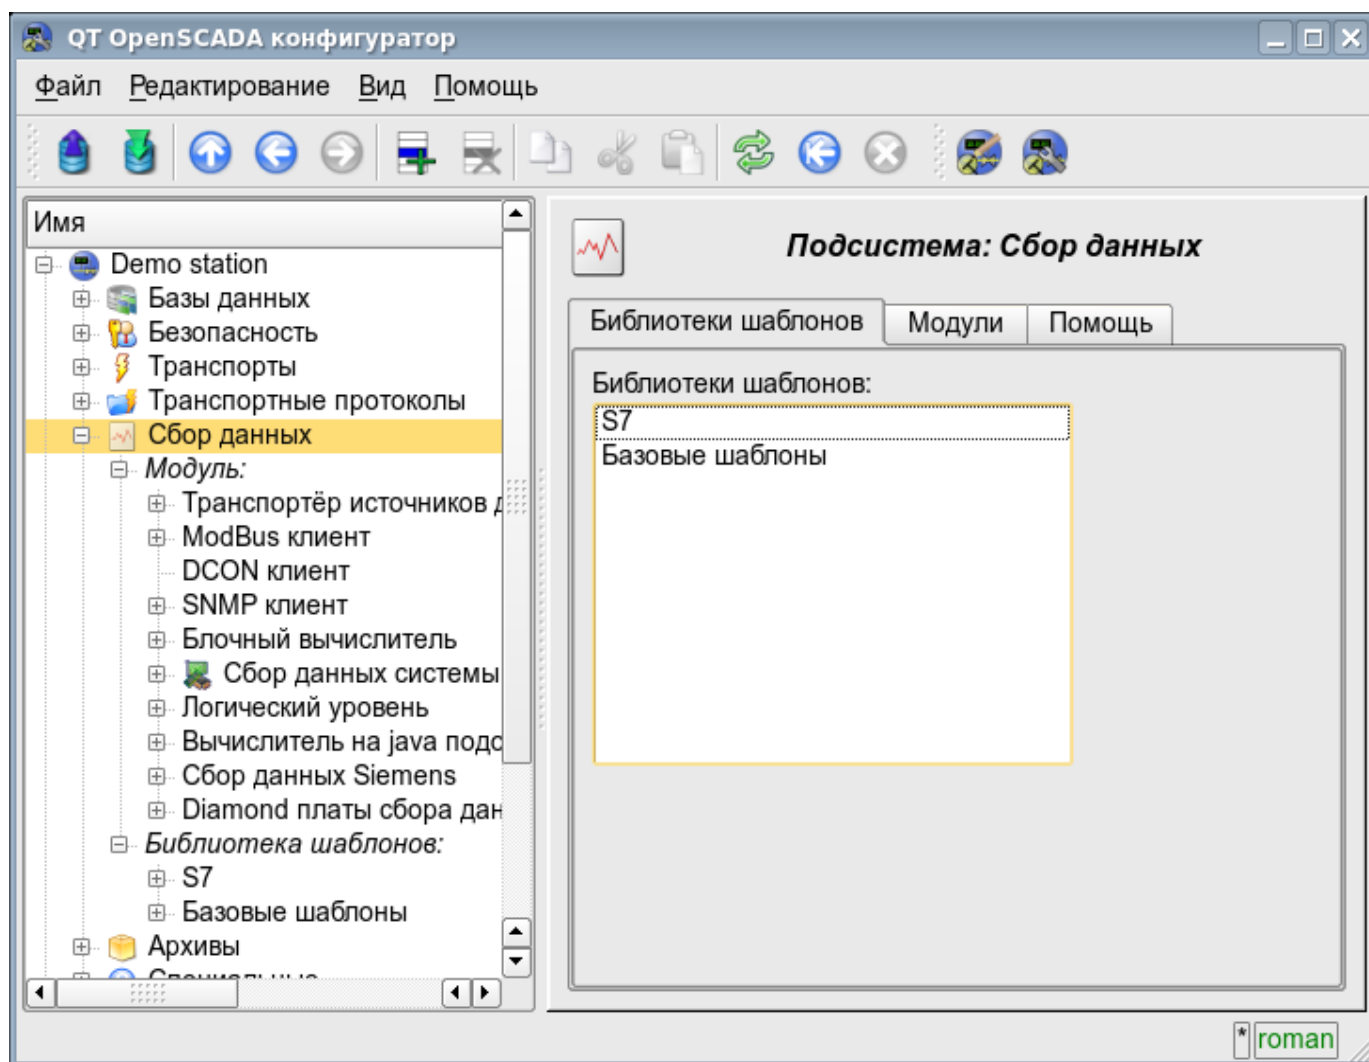 QT OpenSCADA конфигуратор
Файл Редактирование Вид Помощь
Имя
Demo station
Базы данных
Безопасность
Транспорты
Транспортные протоколы
Сбор данных
Модуль:
Транспортёр источников
ModBus клиент
DCON клиент
SNMP клиент
Блочный вычислитель
Сбор данных системы
Логический уровень
Вычислитель на java
Сбор данных Siemens
Diamond платы сбора
Библиотека шаблонов:
S7
Базовые шаблоны
Архивы
Подсистема: Сбор данных
Библиотеки шаблонов Модули Помощь
Библиотеки шаблонов:
S7
Базовые шаблоны
* roman